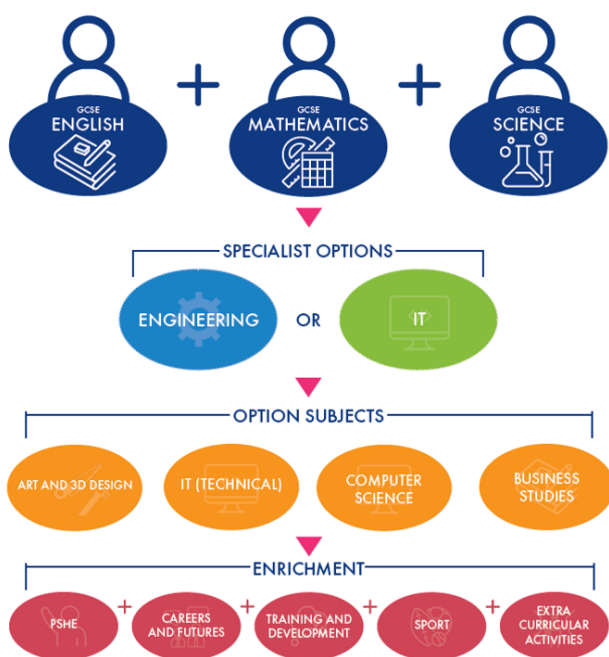 GCSE
ENGLISH
GCSE
MATHEMATICS
GCSE
SCIENCE
SPECIALIST OPTIONS
ENGINEERING
OR
IT
OPTION SUBJECTS
ART AND 3D DESIGN
IT (TECHNICAL)
COMPUTER
SCIENCE
BUSINESS
STUDIES
ENRICHMENT
PSHE
CAREERS
AND FUTURES
TRAINING AND
DEVELOPMENT
SPORT
EXTRA
CURRICULAR
ACTIVITIES